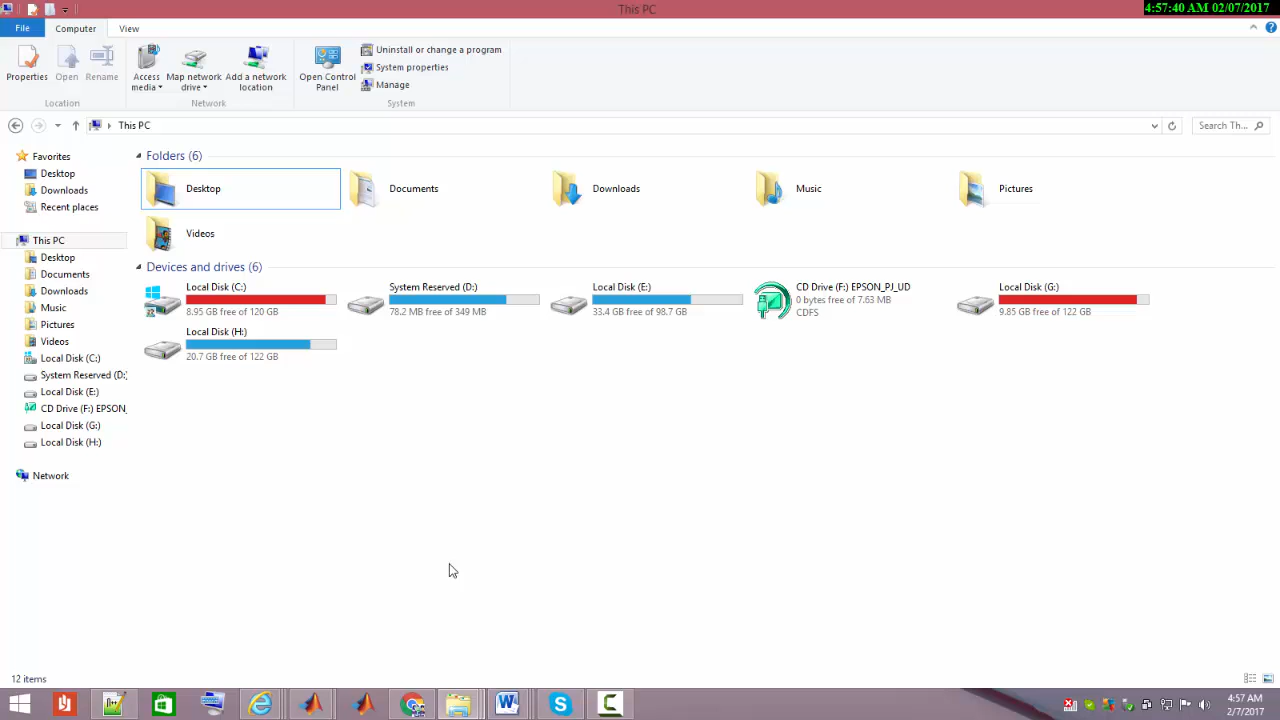 This PC
4:57:40 AM 02/07/2017
File Computer View
Properties Open Rename Access media Map network drive Add a network location Open Control Panel
Uninstall or change a program
System properties
Manage
Location Network System
This PC
Search Th...
Favorites
Desktop
Downloads
Recent places
This PC
Desktop
Documents
Downloads
Music
Pictures
Videos
Local Disk (C:)
System Reserved (D:)
Local Disk (E:)
CD Drive (F:) EPSON_
Local Disk (G:)
Local Disk (H:)
Network
Folders (6)
Desktop Documents Downloads Music Pictures
Videos
Devices and drives (6)
Local Disk (C:)
8.95 GB free of 120 GB
System Reserved (D:)
78.2 MB free of 349 MB
Local Disk (E:)
33.4 GB free of 98.7 GB
CD Drive (F:) EPSON_PJ_UD
0 bytes free of 7.63 MB
CDFS
Local Disk (G:)
9.85 GB free of 122 GB
Local Disk (H:)
20.7 GB free of 122 GB
12 items
4:57 AM
2/7/2017